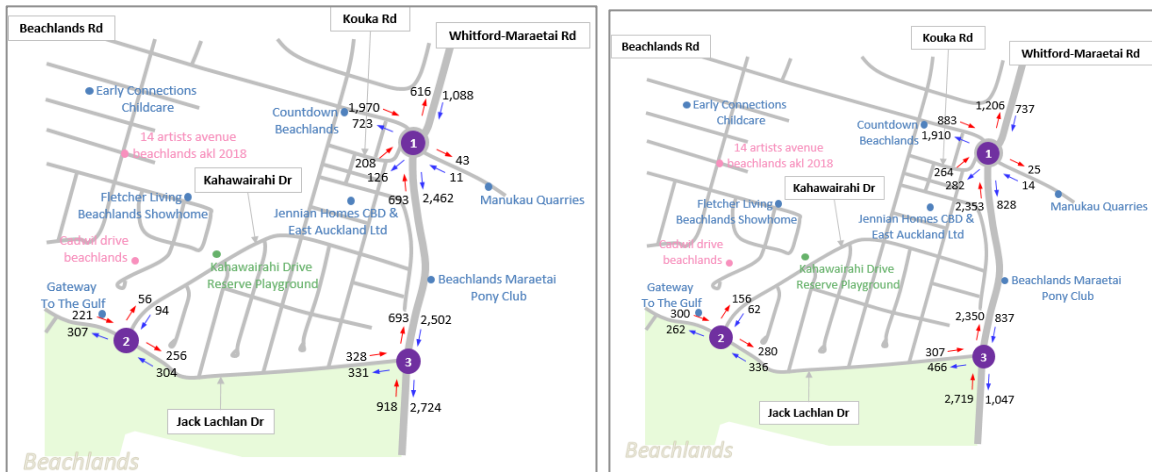 Beachlands Rd
Kouka Rd
Whitford-Maraetai Rd
Early Connections
Childcare
Countdown
Beachlands
1,970
723
616
1,088
14 artists avenue
beachlands akl 2018
1
208
126
43
11
Kahawairahi Dr
693
2,462
Manukau Quarries
Fletcher Living
Beachlands Showhome
Jennian Homes CBD &
East Auckland Ltd
Cadwil drive
beachlands
Kahawairahi Drive
Reserve Playground
Beachlands Maraetai
Pony Club
Gateway
To The Gulf
56
94
221
307
2
256
304
693
2,502
328
331
3
918
2,724
Jack Lachlan Dr
Beachlands
Beachlands Rd
Kouka Rd
Whitford-Maraetai Rd
Early Connections
Childcare
Countdown
Beachlands
883
1,910
1,206
737
14 artists avenue
beachlands akl 2018
1
264
282
25
14
Kahawairahi Dr
2,353
828
Manukau Quarries
Fletcher Living
Beachlands Showhome
Jennian Homes CBD &
East Auckland Ltd
Cadwil drive
beachlands
Kahawairahi Drive
Reserve Playground
Beachlands Maraetai
Pony Club
Gateway
To The Gulf
156
62
300
262
2
280
336
2,350
837
307
466
3
2,719
1,047
Jack Lachlan Dr
Beachlands